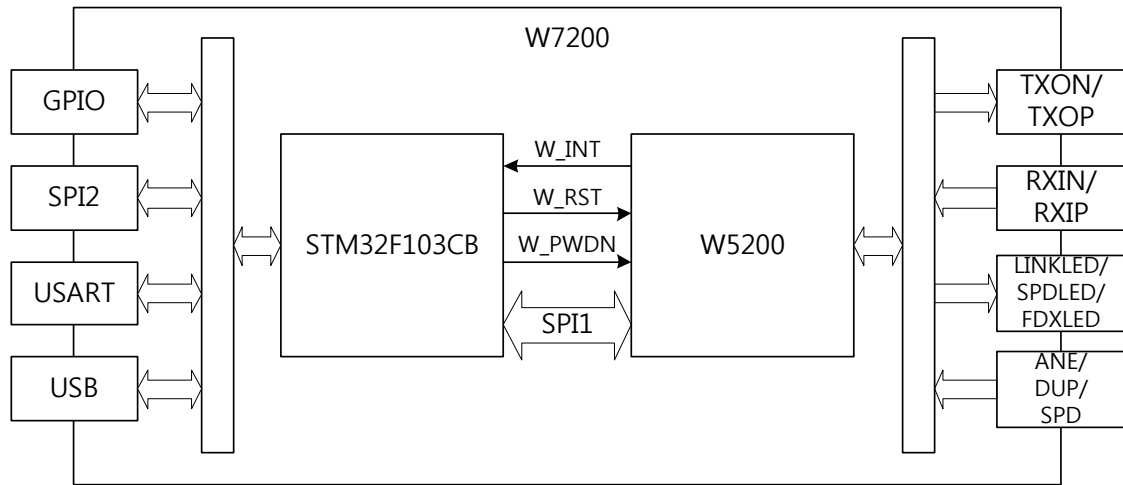 W7200
GPIO
SPI2
USART
USB
STM32F103CB
W_INT
W_RST
W_PWDN
SPI1
W5200
TXON/
TXOP
RXIN/
RXIP
LINKLED/
SPDLED/
FDXLED
ANE/
DUP/
SPD